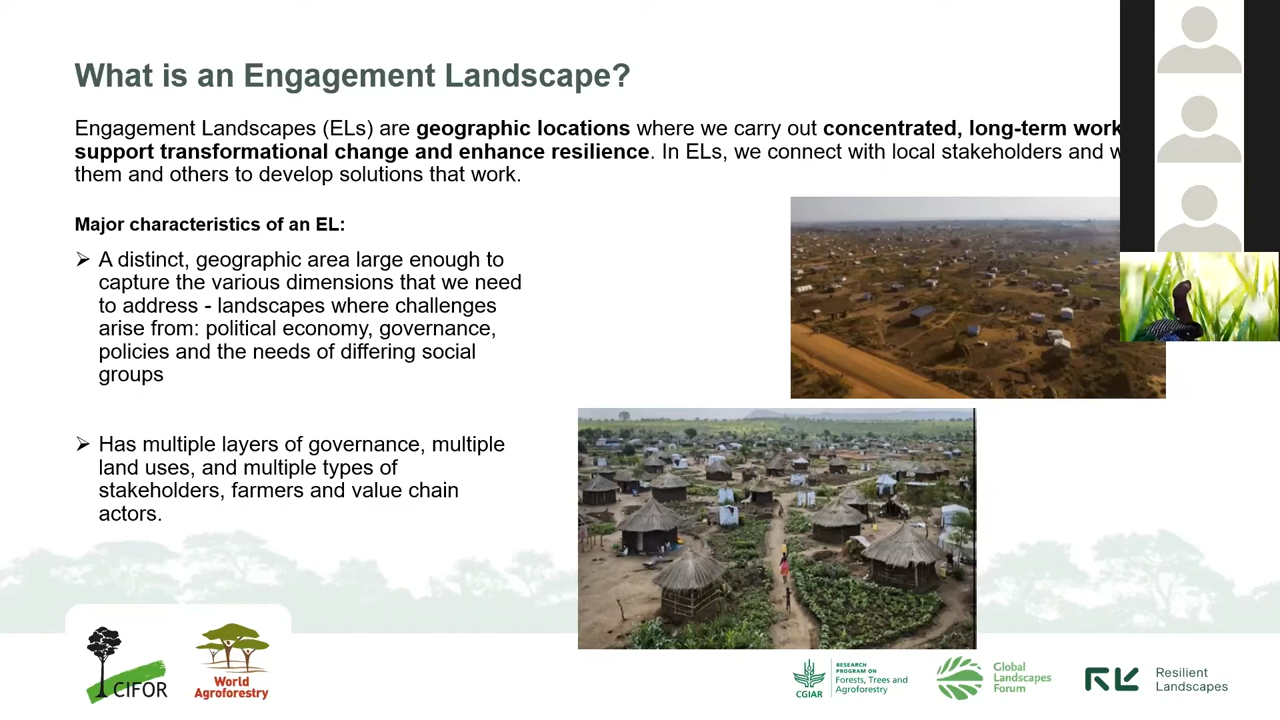 What is an Engagement Landscape?
Engagement Landscapes (ELs) are geographic locations where we carry out concentrated, long-term work
support transformational change and enhance resilience. In ELs, we connect with local stakeholders and
them and others to develop solutions that work.
Major characteristics of an EL:
➢ A distinct, geographic area large enough to
capture the various dimensions that we need
to address - landscapes where challenges
arise from: political economy, governance,
policies and the needs of differing social
groups
➢ Has multiple layers of governance, multiple
land uses, and multiple types of
stakeholders, farmers and value chain
actors.
CIFOR
World
Agroforestry
CGIAR
RESEARCH
PROGRAM ON
Forests, Trees and
Agroforestry
Global
Landscapes
Forum
Resilient
Landscapes